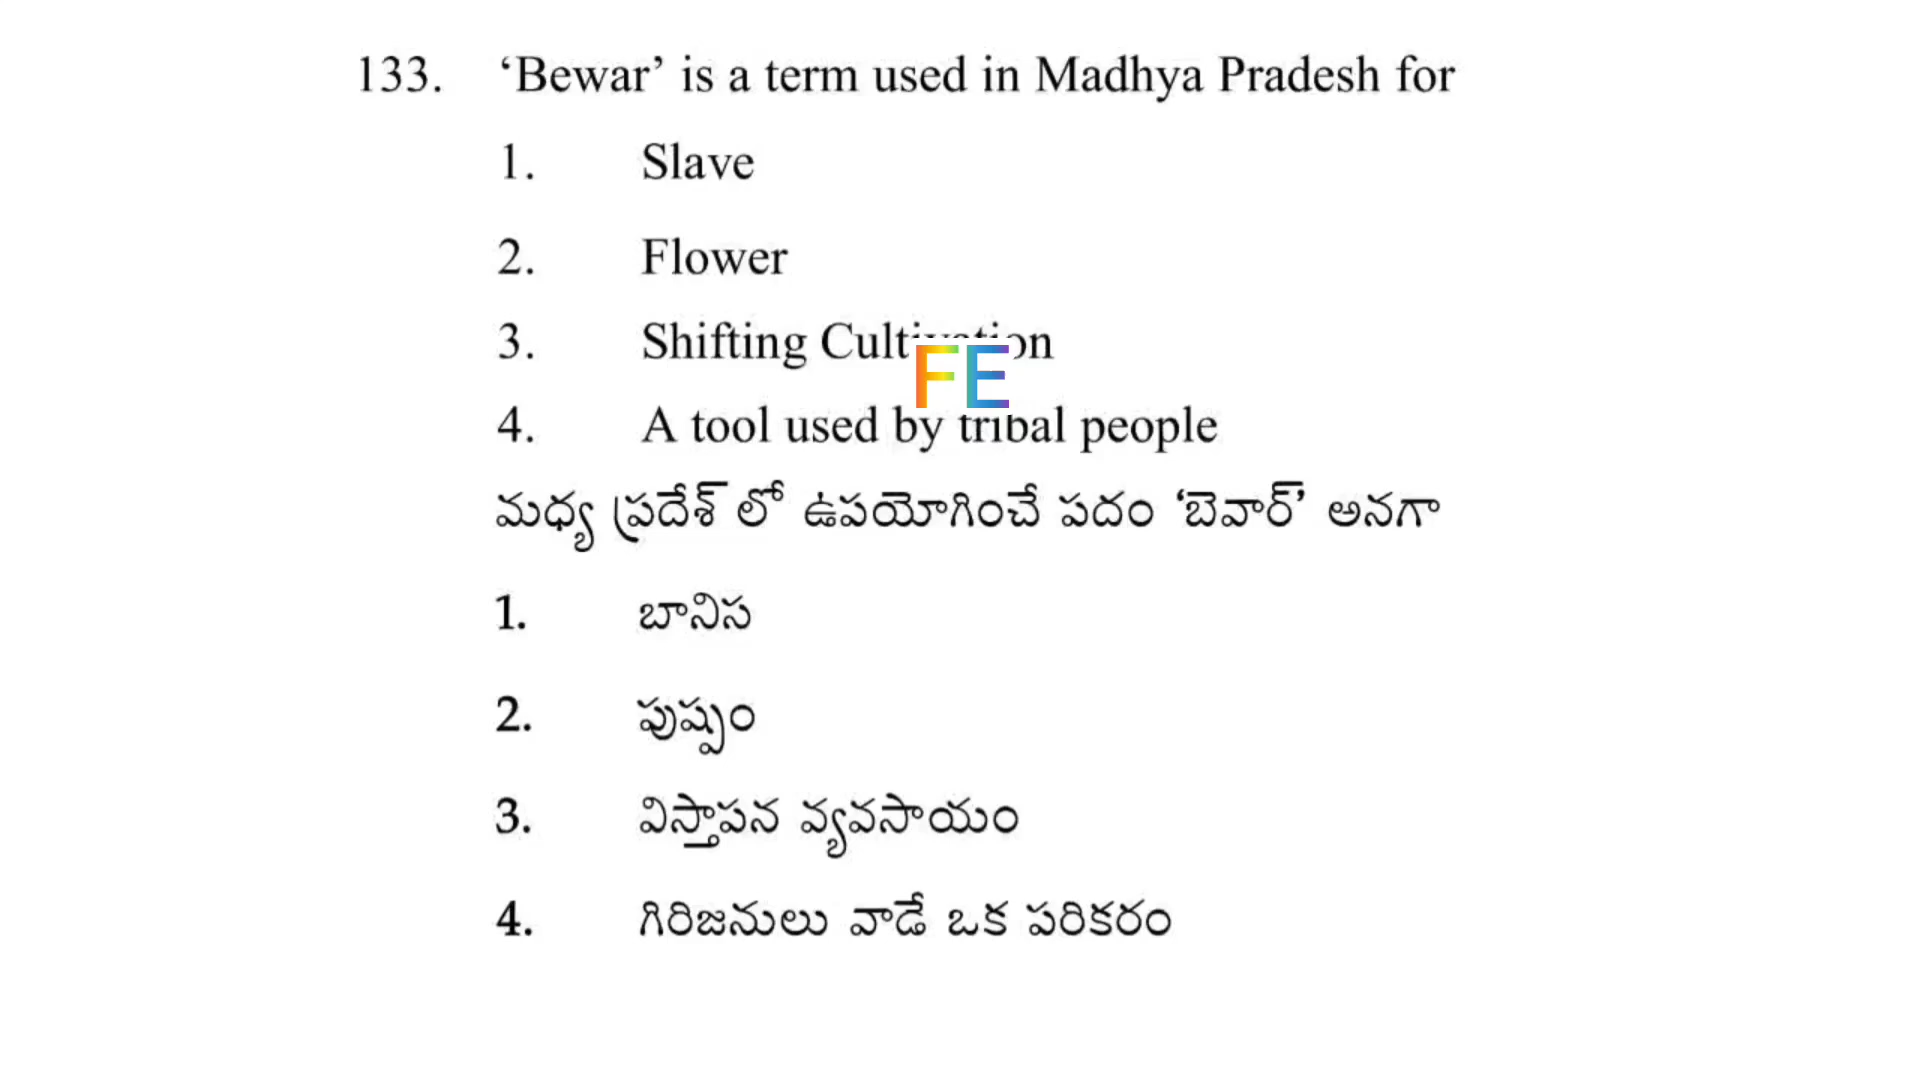 133. ‘Bewar’ is a term used in Madhya Pradesh for
1. Slave
2. Flower
3. Shifting Cultivation
FE
4. A tool used by tribal people
మధ్య ప్రదేశ్ లో ఉపయోగించే పదం ‘బెవార్’ అనగా
1. బానిస
2. పుష్పం
3. విస్తాపన వ్యవసాయం
4. గిరిజనులు వాడే ఒక పరికరం